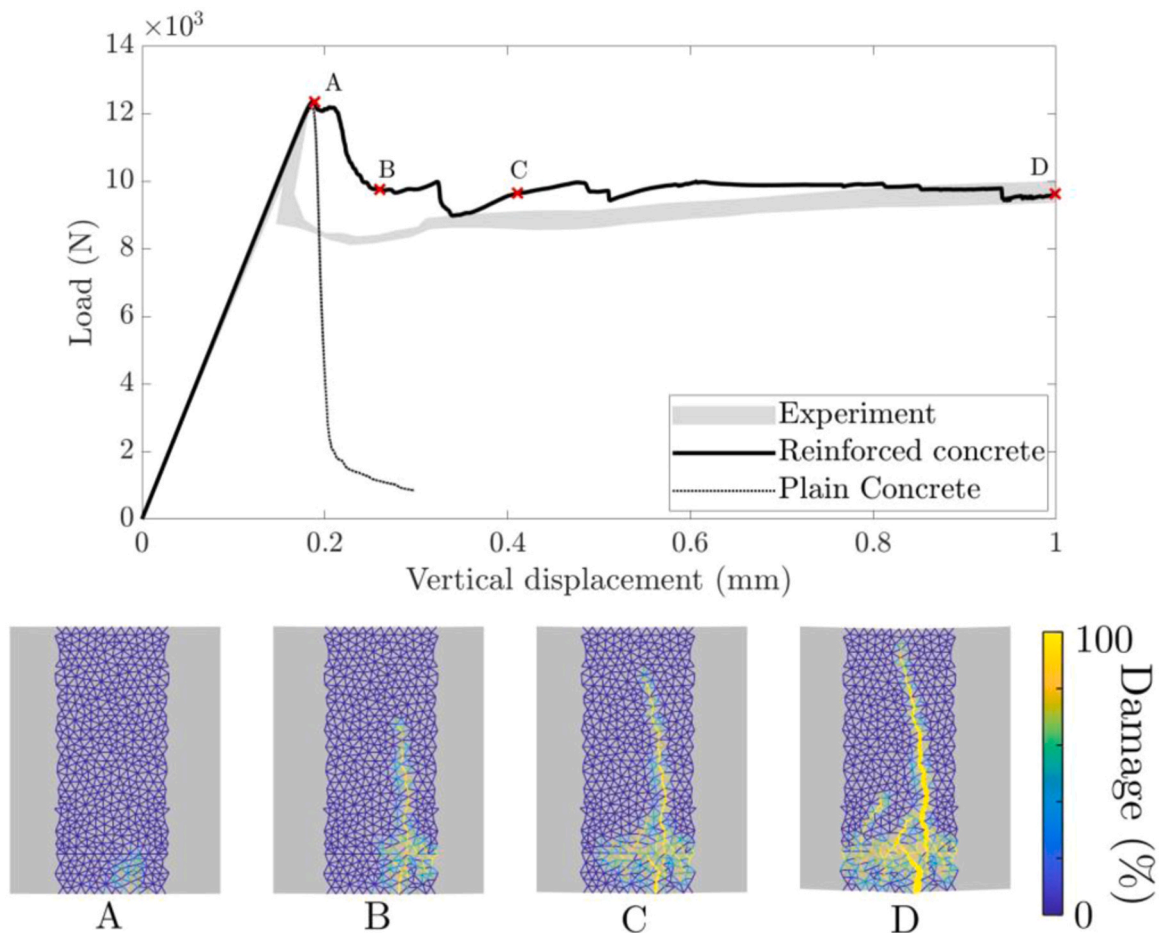 ×10³
14
12
10
8
6
4
2
0
Load (N)
A
B
C
D
Experiment
Reinforced concrete
Plain Concrete
0 0.2 0.4 0.6 0.8 1
Vertical displacement (mm)
100
0
Damage (%)
A B C D